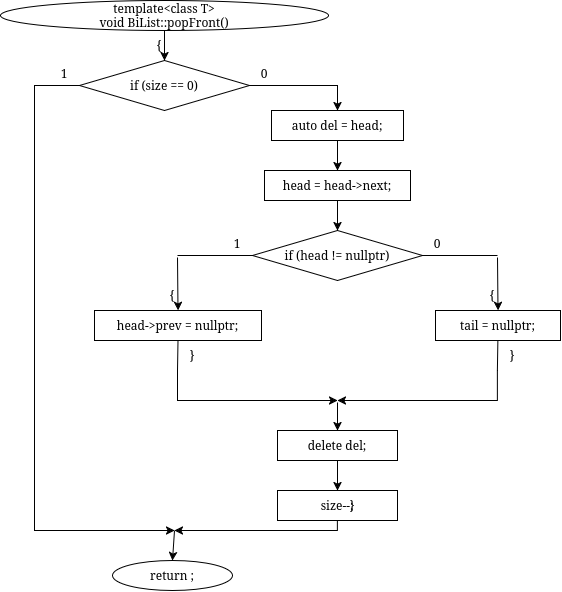 template<class T>
void BiList::popFront()
{
1
if (size == 0)
0
auto del = head;
head = head->next;
1
if (head != nullptr)
0
{
{
head->prev = nullptr;
tail = nullptr;
}
}
delete del;
size--}
return ;